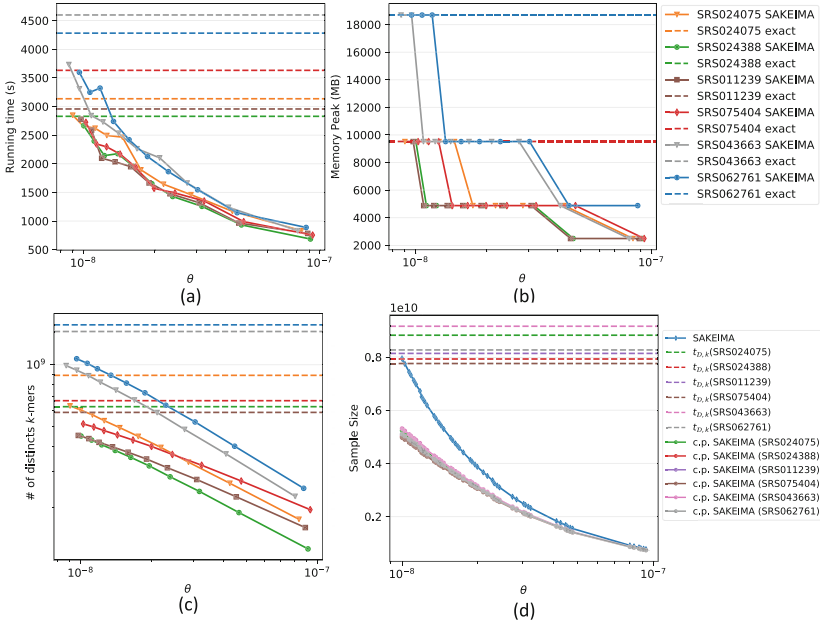 4500
4000
3500
3000
2500
2000
1500
1000
500
Running time (s)
10⁻⁸
10⁻⁷
θ
(a)
18000
16000
14000
12000
10000
8000
6000
4000
2000
Memory Peak (MB)
10⁻⁸
10⁻⁷
θ
(b)
SRS024075 SAKEIMA
SRS024075 exact
SRS024388 SAKEIMA
SRS024388 exact
SRS011239 SAKEIMA
SRS011239 exact
SRS075404 SAKEIMA
SRS075404 exact
SRS043663 SAKEIMA
SRS043663 exact
SRS062761 SAKEIMA
SRS062761 exact
10⁹
# of distincts k-mers
10⁻⁸
10⁻⁷
θ
(c)
1e10
0.8
0.6
0.4
0.2
Sample Size
10⁻⁸
10⁻⁷
θ
(d)
SAKEIMA
t_{D,k}(SRS024075)
t_{D,k}(SRS024388)
t_{D,k}(SRS011239)
t_{D,k}(SRS075404)
t_{D,k}(SRS043663)
t_{D,k}(SRS062761)
c.p. SAKEIMA (SRS024075)
c.p. SAKEIMA (SRS024388)
c.p. SAKEIMA (SRS011239)
c.p. SAKEIMA (SRS075404)
c.p. SAKEIMA (SRS043663)
c.p. SAKEIMA (SRS062761)